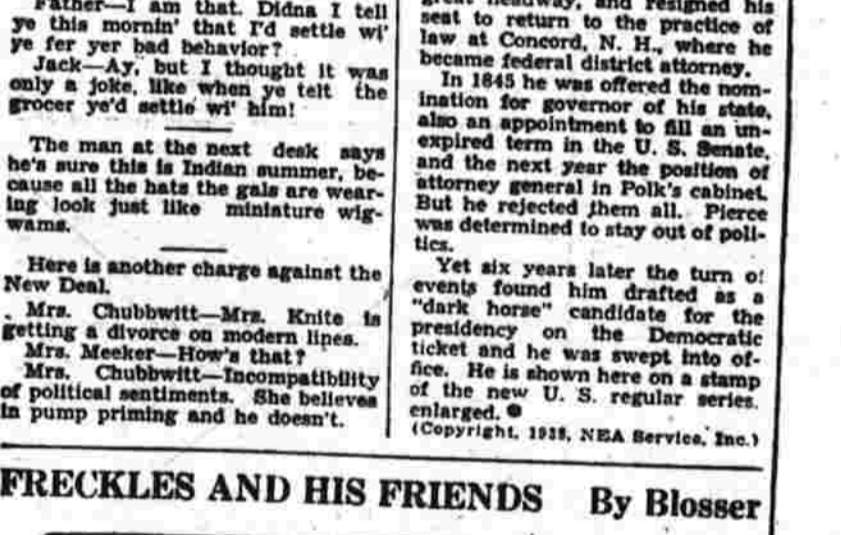 Father—I am that. Didna I tell
ye this mornin' that I'd settle wi'
ye fer yer bad behavior?
Jack—Ay, but I thought it was
only a joke, like when ye telt the
grocer ye'd settle wi' him!
The man at the next desk says
he's sure this is Indian summer, be-
cause all the hats the gals are wear-
ing look just like miniature wig-
wams.
Here is another charge against the
New Deal.
Mrs. Chubbwitt—Mrs. Knite is
getting a divorce on modern lines.
Mrs. Meeker—How's that?
Mrs. Chubbwitt—Incompatibility
of political sentiments. She believes
in pump priming and he doesn't.
great headway, and resigned his
seat to return to the practice of
law at Concord, N. H., where he
became federal district attorney.
In 1845 he was offered the nom-
ination for governor of his state,
also an appointment to fill an un-
expired term in the U. S. Senate,
and the next year the position of
attorney general in Polk's cabinet.
But he rejected them all. Pierce
was determined to stay out of poli-
tics.
Yet six years later the turn of
events found him drafted as a
"dark horse" candidate for the
presidency on the Democratic
ticket and he was swept into of-
fice. He is shown here on a stamp
of the new U. S. regular series,
enlarged.
(Copyright, 1938, NEA Service, Inc.)
FRECKLES AND HIS FRIENDS By Blosser